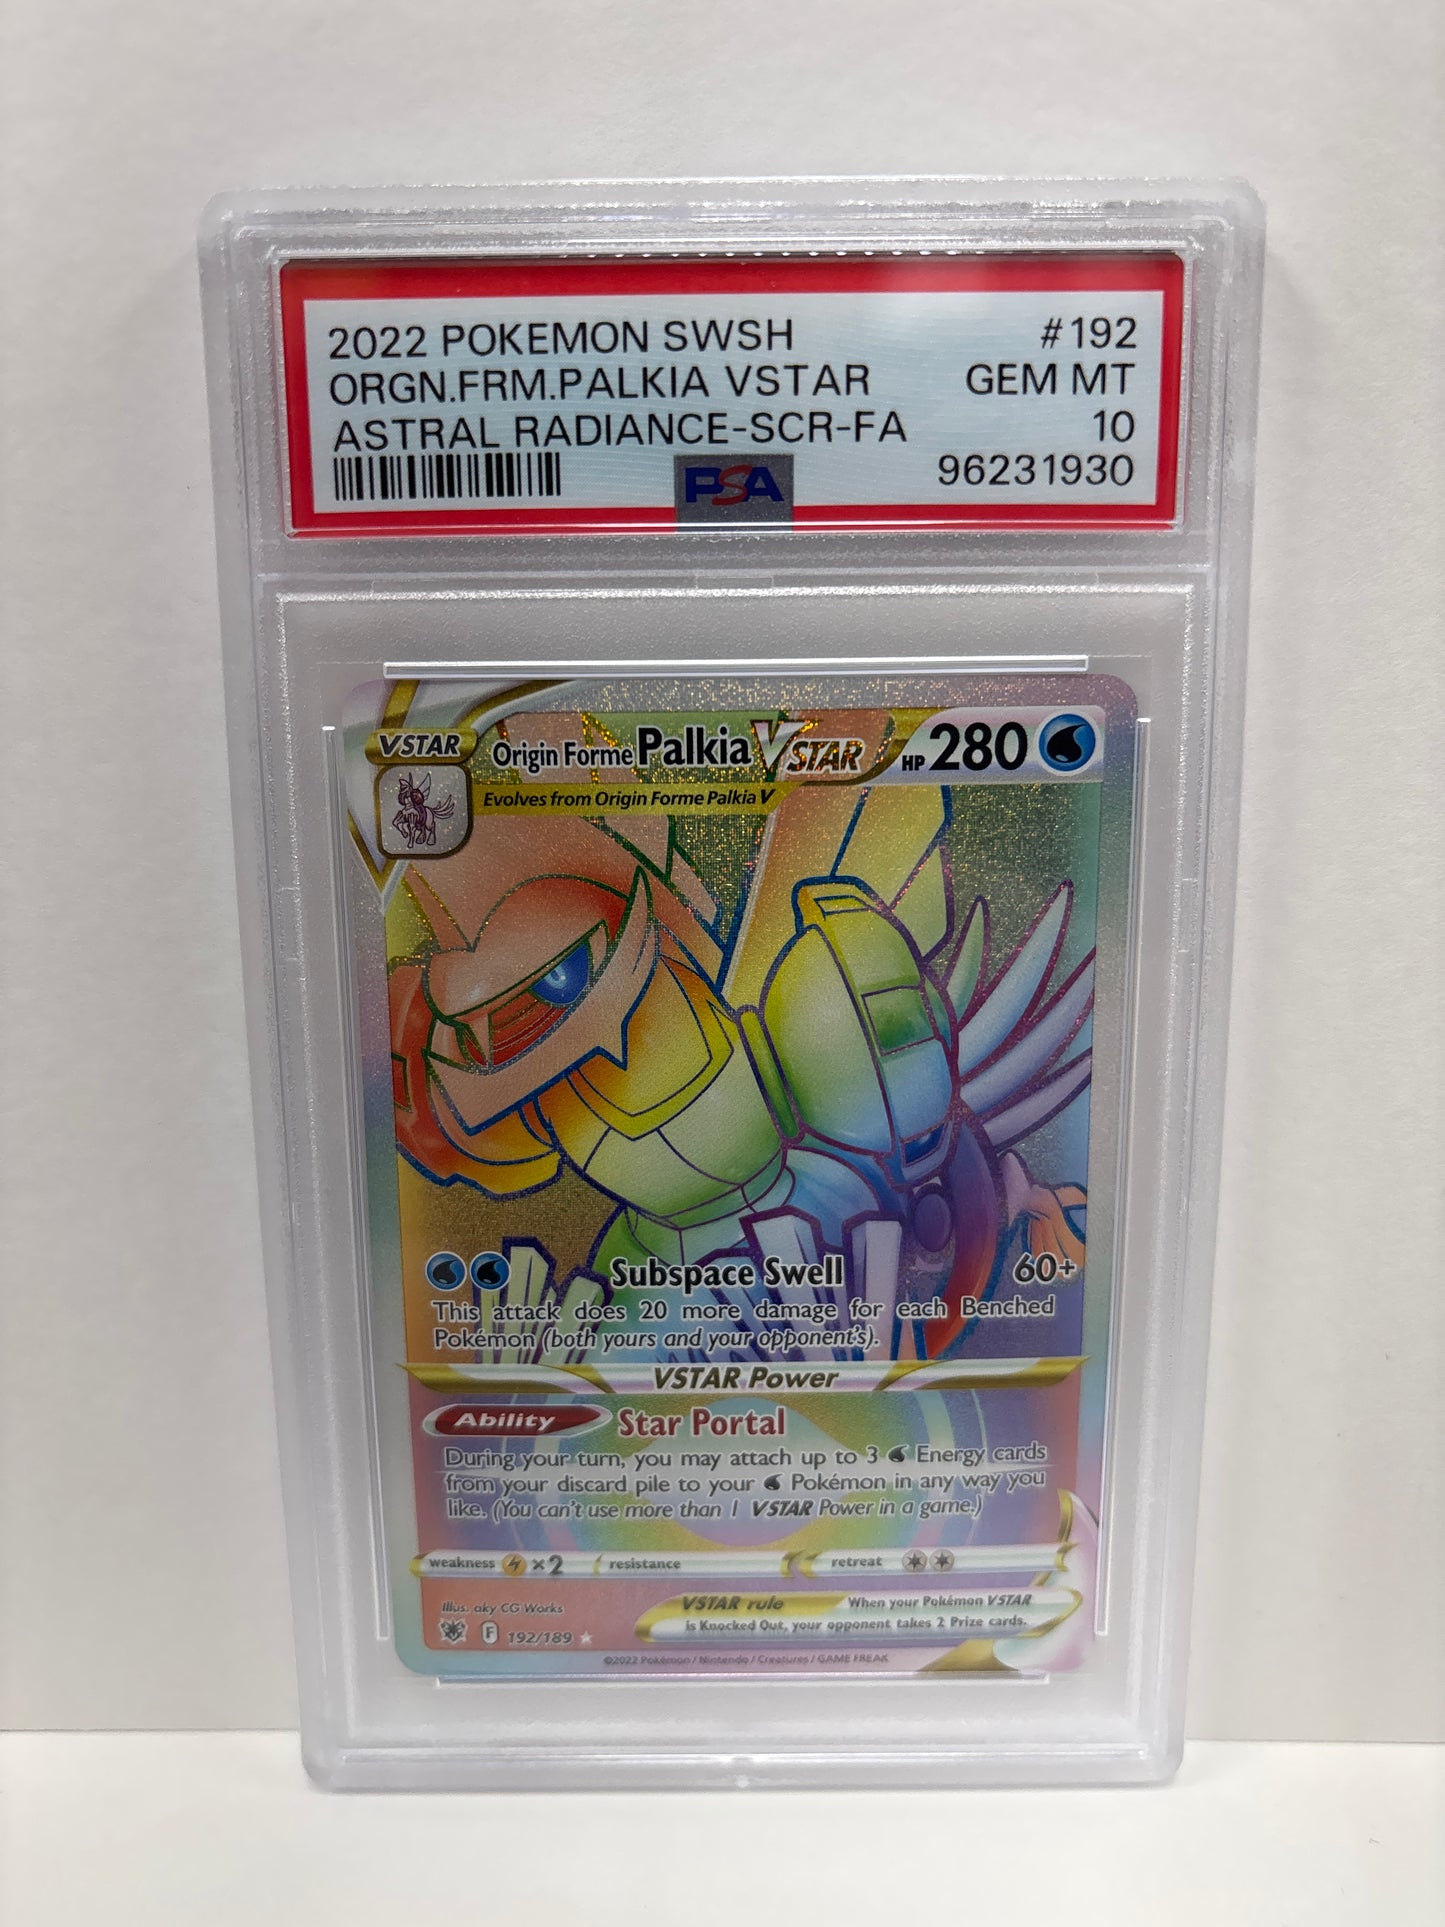 2022 POKEMON SWSH #192
ORGN.FRM.PALKIA VSTAR GEM MT
ASTRAL RADIANCE-SCR-FA 10
PSA 96231930
VSTAR Origin Forme Palkia VSTAR HP 280
Evolves from Origin Forme Palkia V
Subspace Swell 60+
This attack does 20 more damage for each Benched
Pokémon (both yours and your opponent's).
VSTAR Power
Ability Star Portal
During your turn, you may attach up to 3 Energy cards
from your discard pile to your Pokémon in any way you
like. (You can't use more than 1 VSTAR Power in a game.)
weakness ×2 resistance retreat
Illus. aky CG Works
VSTAR rule When your Pokémon VSTAR
is Knocked Out, your opponent takes 2 Prize cards.
F 192/189
©2022 Pokémon / Nintendo / Creatures / GAME FREAK